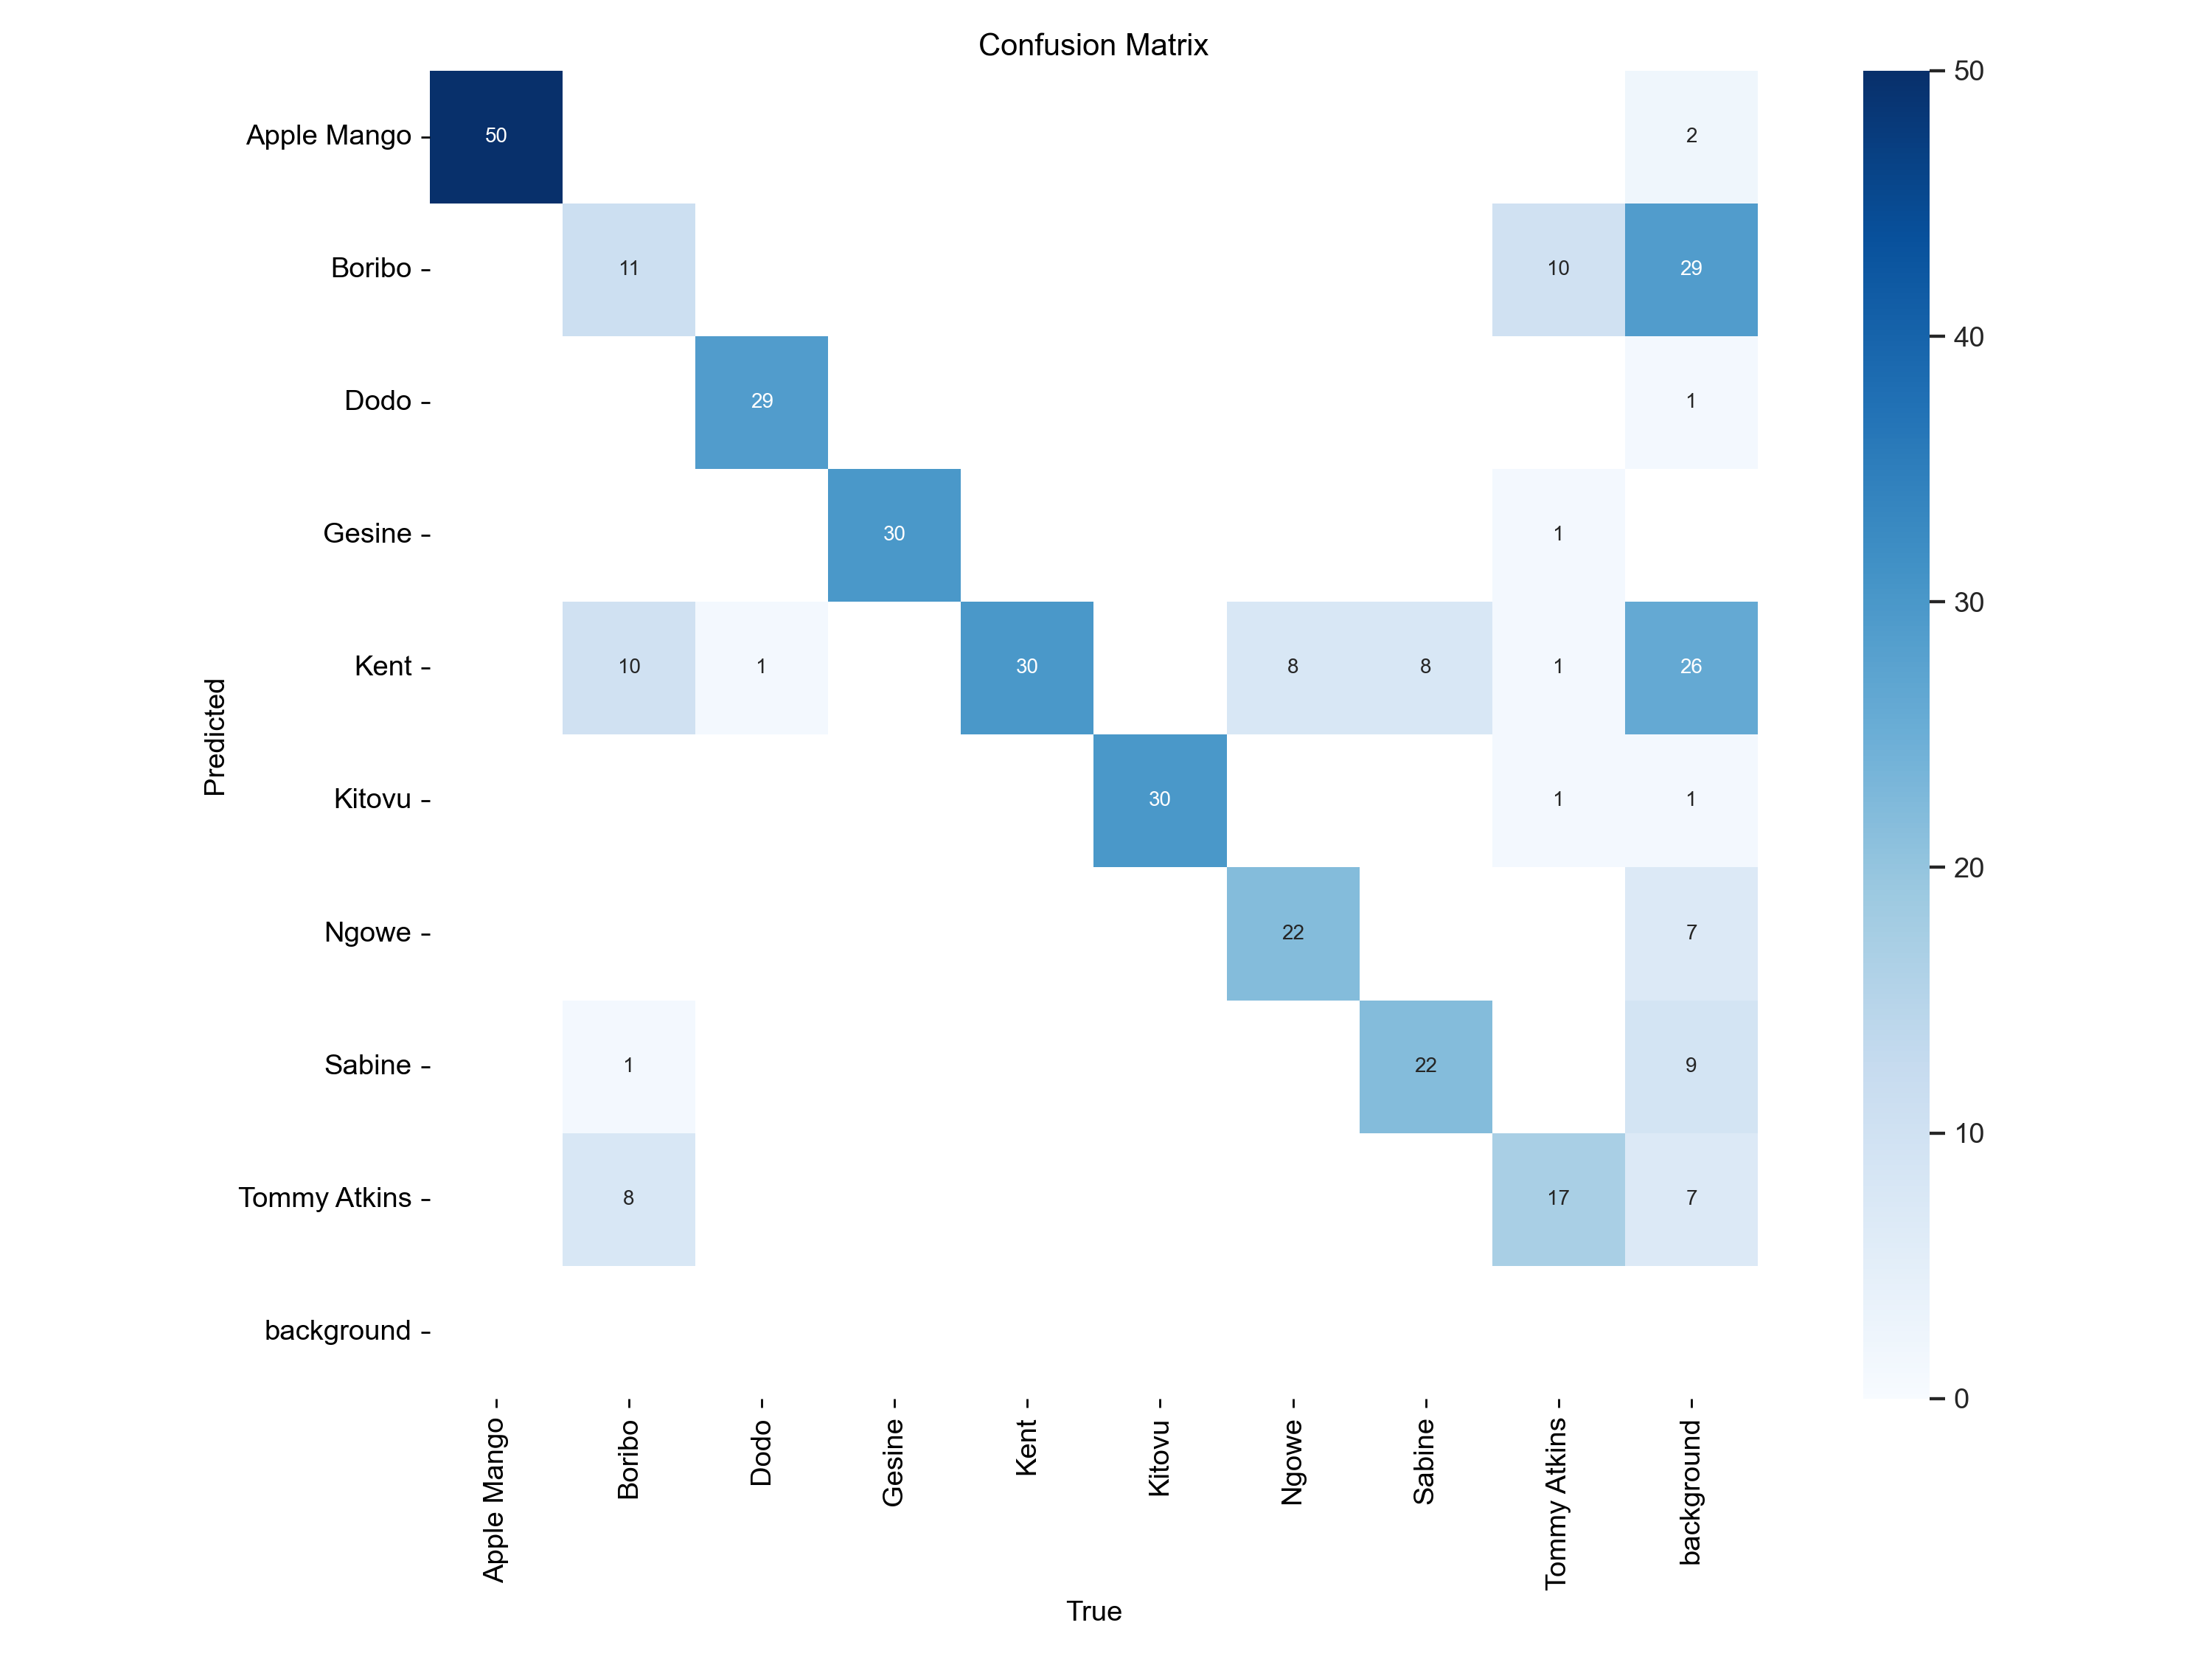 Confusion Matrix
Apple Mango 50 2 50
Boribo 11 10 29
40
Dodo 29 1
Gesine 30 1
30
Kent 10 1 30 8 8 1 26
Predicted
Kitovu 30 1 1
20
Ngowe 22 7
Sabine 1 22 9
10
Tommy Atkins 8 17 7
background
0
Apple Mango Boribo Dodo Gesine Kent Kitovu Ngowe Sabine Tommy Atkins background
True